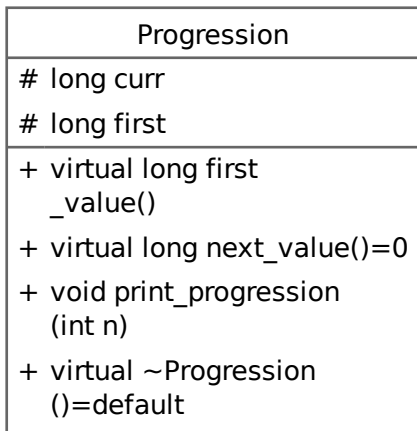 Progression
# long curr
# long first
+ virtual long first
_value()
+ virtual long next_value()=0
+ void print_progression
(int n)
+ virtual ~Progression
()=default